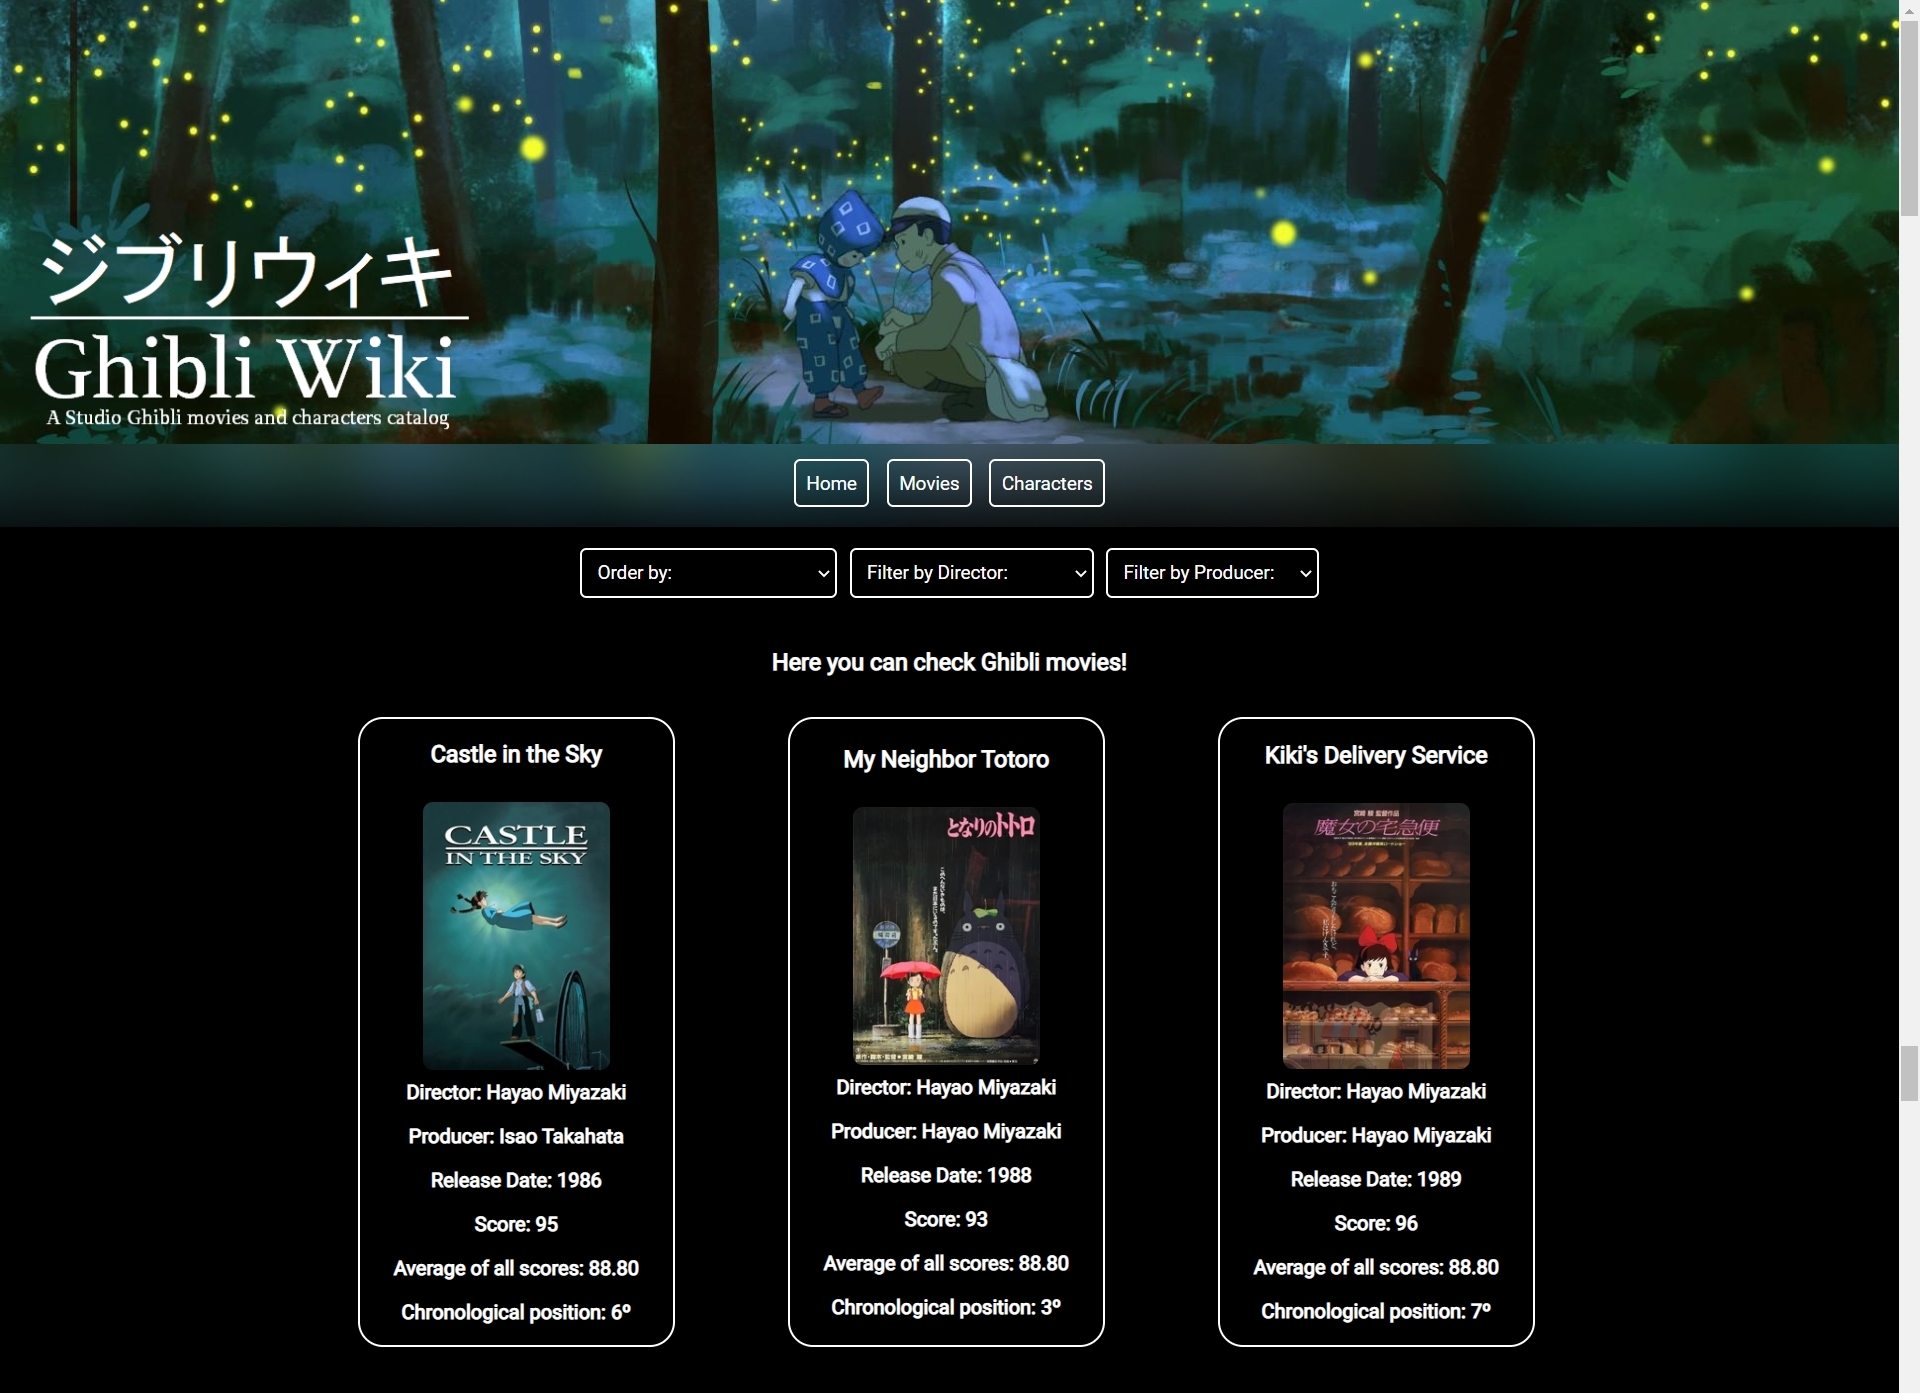 ジブリウィキ
Ghibli Wiki
A Studio Ghibli movies and characters catalog
Home Movies Characters
Order by: Filter by Director: Filter by Producer:
Here you can check Ghibli movies!
Castle in the Sky
CASTLE
IN THE SKY
Director: Hayao Miyazaki
Producer: Isao Takahata
Release Date: 1986
Score: 95
Average of all scores: 88.80
Chronological position: 6º
My Neighbor Totoro
となりのトトロ
Director: Hayao Miyazaki
Producer: Hayao Miyazaki
Release Date: 1988
Score: 93
Average of all scores: 88.80
Chronological position: 3º
Kiki's Delivery Service
魔女の宅急便
Director: Hayao Miyazaki
Producer: Hayao Miyazaki
Release Date: 1989
Score: 96
Average of all scores: 88.80
Chronological position: 7º